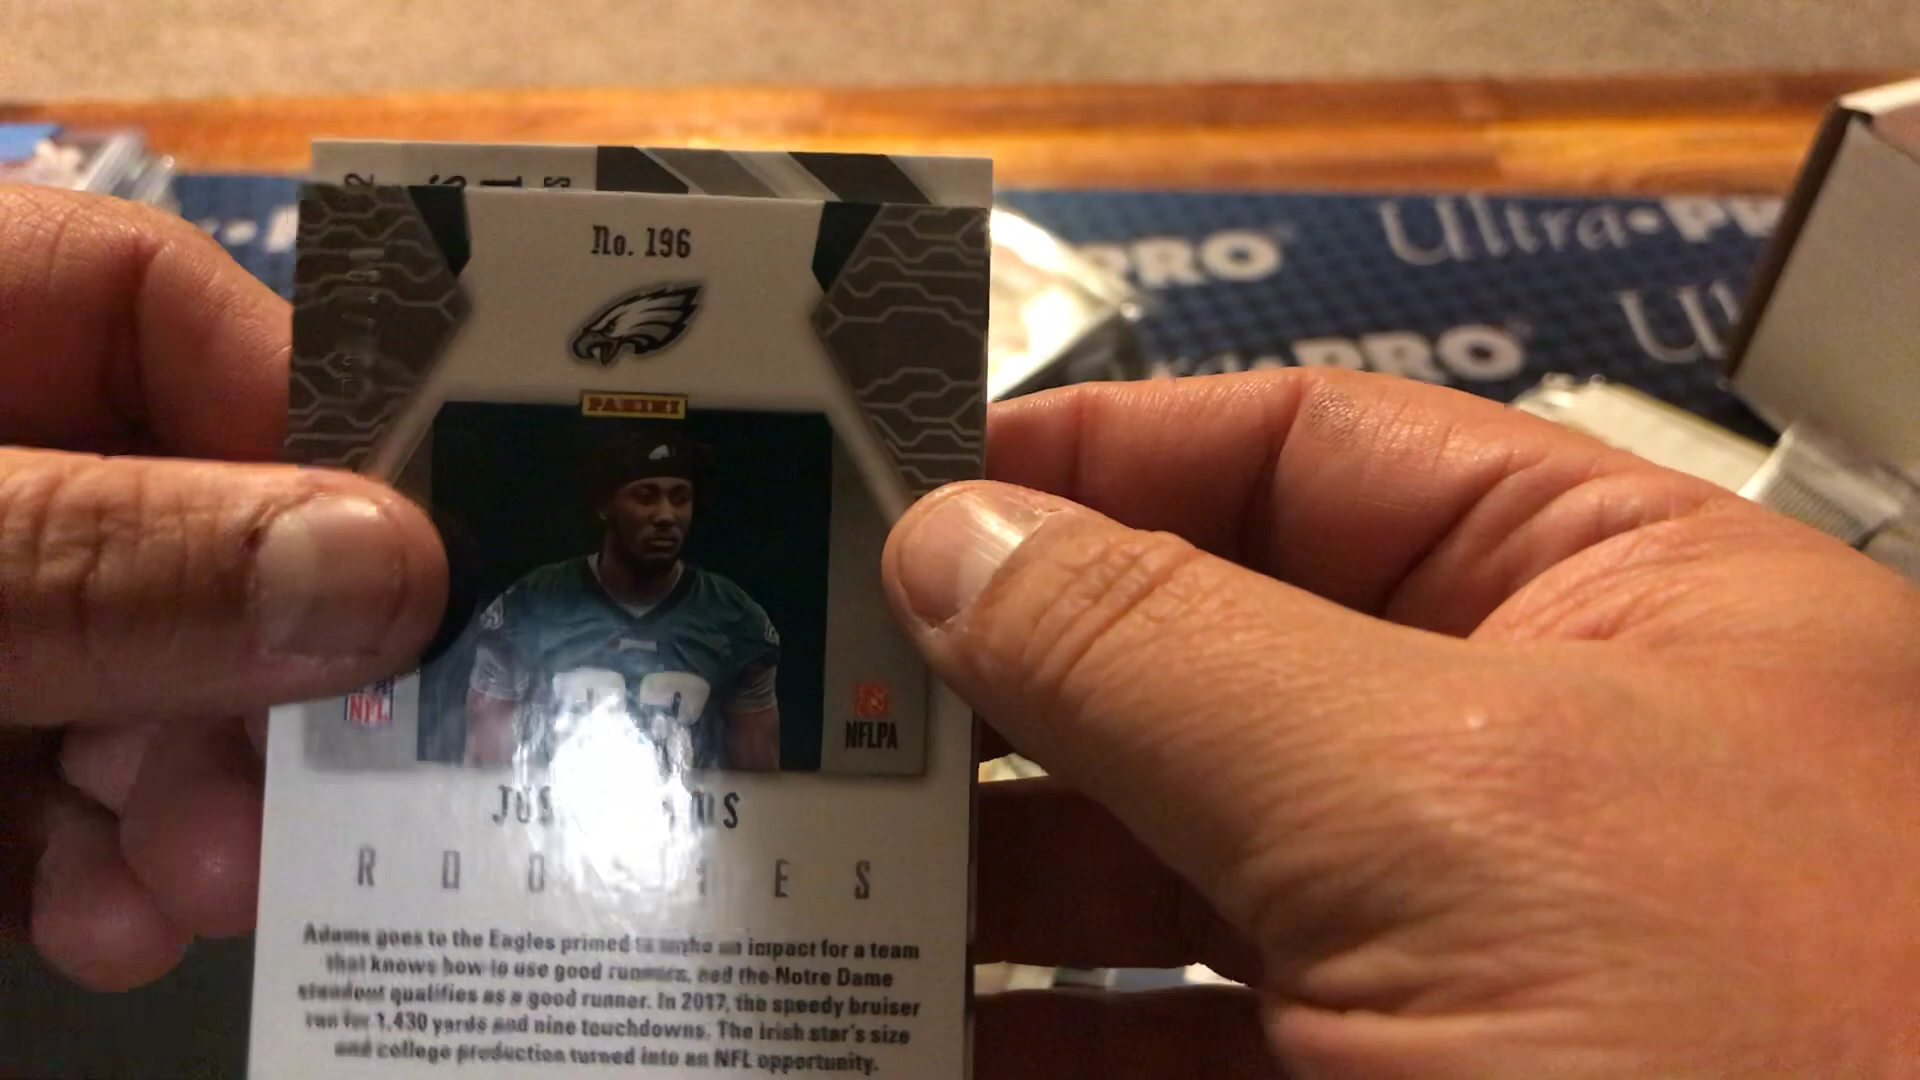 Ultra•PRO
PRO
PRO
No. 196
PANINI
NFL
NFLPA
Adams goes to the Eagles primed to make an impact for a team
that knows how to use good runners, and the Notre Dame
standout qualifies as a good runner. In 2017, the speedy bruiser
ran for 1,430 yards and nine touchdowns. The Irish star's size
and college production turned into an NFL opportunity.